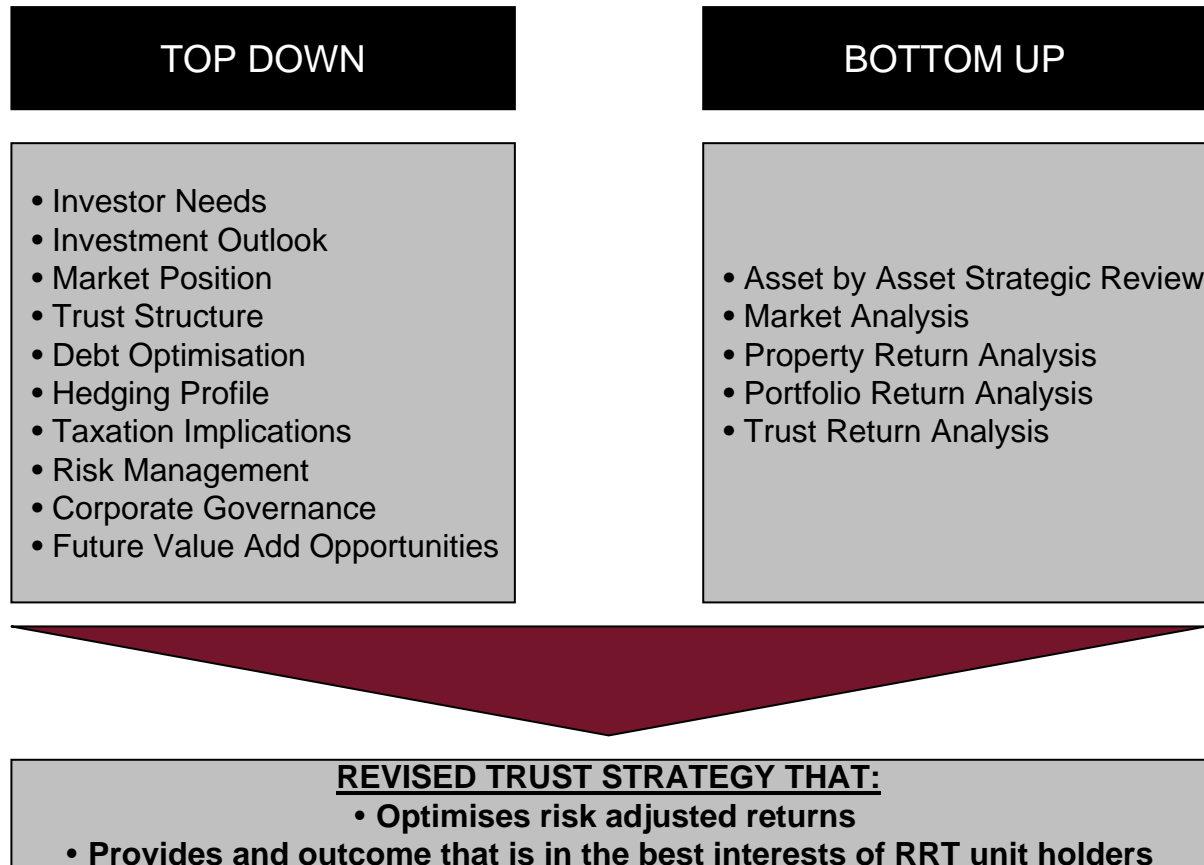 TOP DOWN
• Investor Needs
• Investment Outlook
• Market Position
• Trust Structure
• Debt Optimisation
• Hedging Profile
• Taxation Implications
• Risk Management
• Corporate Governance
• Future Value Add Opportunities
BOTTOM UP
• Asset by Asset Strategic Review
• Market Analysis
• Property Return Analysis
• Portfolio Return Analysis
• Trust Return Analysis
REVISED TRUST STRATEGY THAT:
• Optimises risk adjusted returns
• Provides and outcome that is in the best interests of RRT unit holders